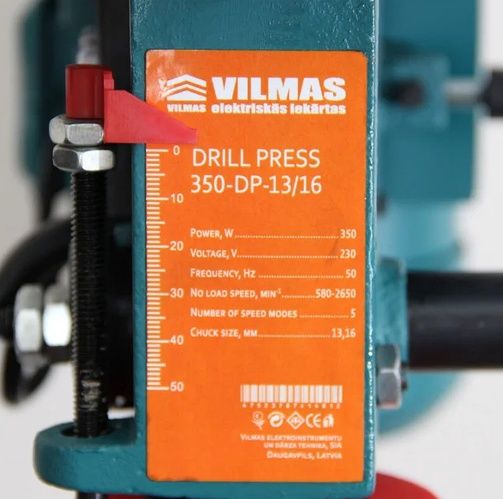 VILMAS
VILMAS elektriskās iekārtas
DRILL PRESS
350-DP-13/16
0
10
20
30
40
50
POWER, W 350
VOLTAGE, V 230
FREQUENCY, HZ 50
NO LOAD SPEED, MIN⁻¹ 580-2650
NUMBER OF SPEED MODES 5
CHUCK SIZE, MM 13,16
VILMAS ELEKTROINSTRUMENTU
UN DĀRZA TEHNIKA, SIA
DAUGAVPILS, LATVIA